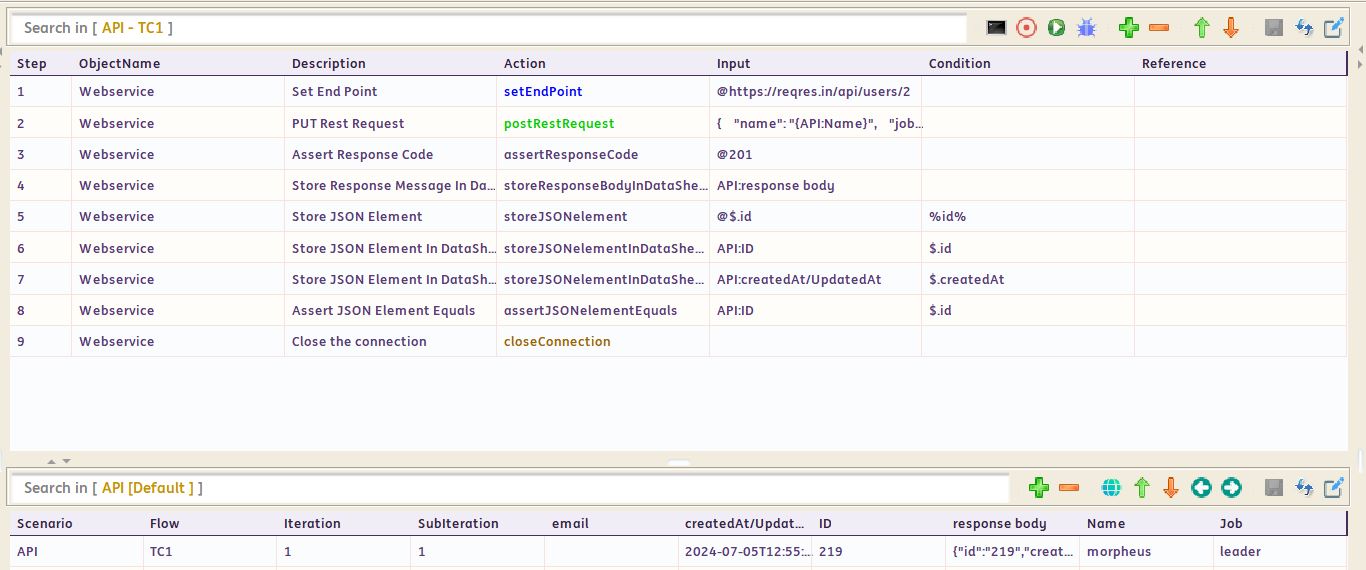 Search in [ API - TC1 ]
Step ObjectName Description Action Input Condition Reference
1 Webservice Set End Point setEndPoint @https://reqres.in/api/users/2
2 Webservice PUT Rest Request postRestRequest { "name": "{API:Name}", "job...
3 Webservice Assert Response Code assertResponseCode @201
4 Webservice Store Response Message In Da... storeResponseBodyInDataShe... API:response body
5 Webservice Store JSON Element storeJSONelement @$.id %id%
6 Webservice Store JSON Element In DataSh... storeJSONelementInDataShe... API:ID $.id
7 Webservice Store JSON Element In DataSh... storeJSONelementInDataShe... API:createdAt/UpdatedAt $.createdAt
8 Webservice Assert JSON Element Equals assertJSONelementEquals API:ID $.id
9 Webservice Close the connection closeConnection
Search in [ API [Default ] ]
Scenario Flow Iteration SubIteration email createdAt/Updat... ID response body Name Job
API TC1 1 1 2024-07-05T12:55:... 219 {"id":"219","creat... morpheus leader